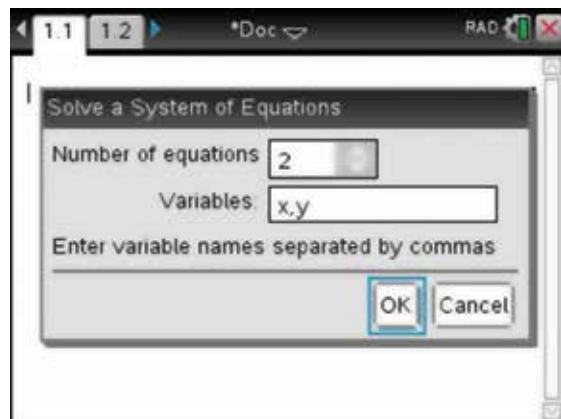 1.1 1.2 *Doc RAD
Solve a System of Equations
Number of equations 2
Variables: x,y
Enter variable names separated by commas
OK Cancel